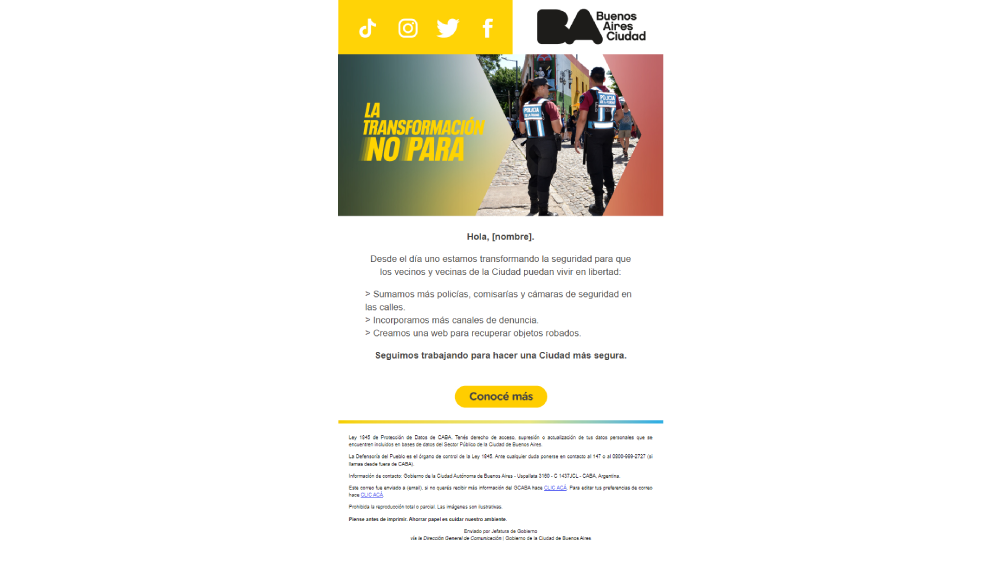 BA Buenos
Aires
Ciudad
LA
TRANSFORMACIÓN
NO PARA
POLICÍA
POLICÍA
Hola, [nombre].
Desde el día uno estamos transformando la seguridad para que
los vecinos y vecinas de la Ciudad puedan vivir en libertad:
> Sumamos más policías, comisarías y cámaras de seguridad en
las calles.
> Incorporamos más canales de denuncia.
> Creamos una web para recuperar objetos robados.
Seguimos trabajando para hacer una Ciudad más segura.
Conocé más
Ley 1845 de Protección de Datos de CABA. Tenés derecho de acceso, supresión o actualización de tus datos personales que se
encuentren incluidos en bases de datos del Sector Público de la Ciudad de Buenos Aires.
La Defensoría del Pueblo es el órgano de control de la Ley 1845. Ante cualquier duda ponerse en contacto al 147 o al 0800-999-2727 (si
llamas desde fuera de CABA).
Información de contacto: Gobierno de la Ciudad Autónoma de Buenos Aires - Uspallata 3160 - C 1437JCL - CABA, Argentina.
Este correo fue enviado a (email), si no querés recibir más información del GCABA hace CLIC ACÁ. Para editar tus preferencias de correo
hace CLIC ACÁ.
Prohibida la reproducción total o parcial. Las imágenes son ilustrativas.
Piense antes de imprimir. Ahorrar papel es cuidar nuestro ambiente.
Enviado por Jefatura de Gobierno
vía la Dirección General de Comunicación | Gobierno de la Ciudad de Buenos Aires.